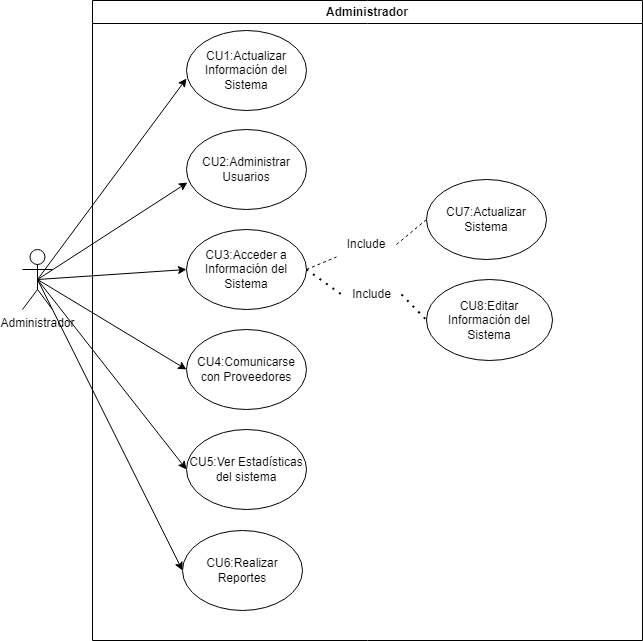 Administrador
CU1:Actualizar
Información del
Sistema
CU2:Administrar
Usuarios
CU3:Acceder a
Información del
Sistema
Include
CU7:Actualizar
Sistema
Include
CU8:Editar
Información del
Sistema
Administrador
CU4:Comunicarse
con Proveedores
CU5:Ver Estadísticas
del sistema
CU6:Realizar
Reportes